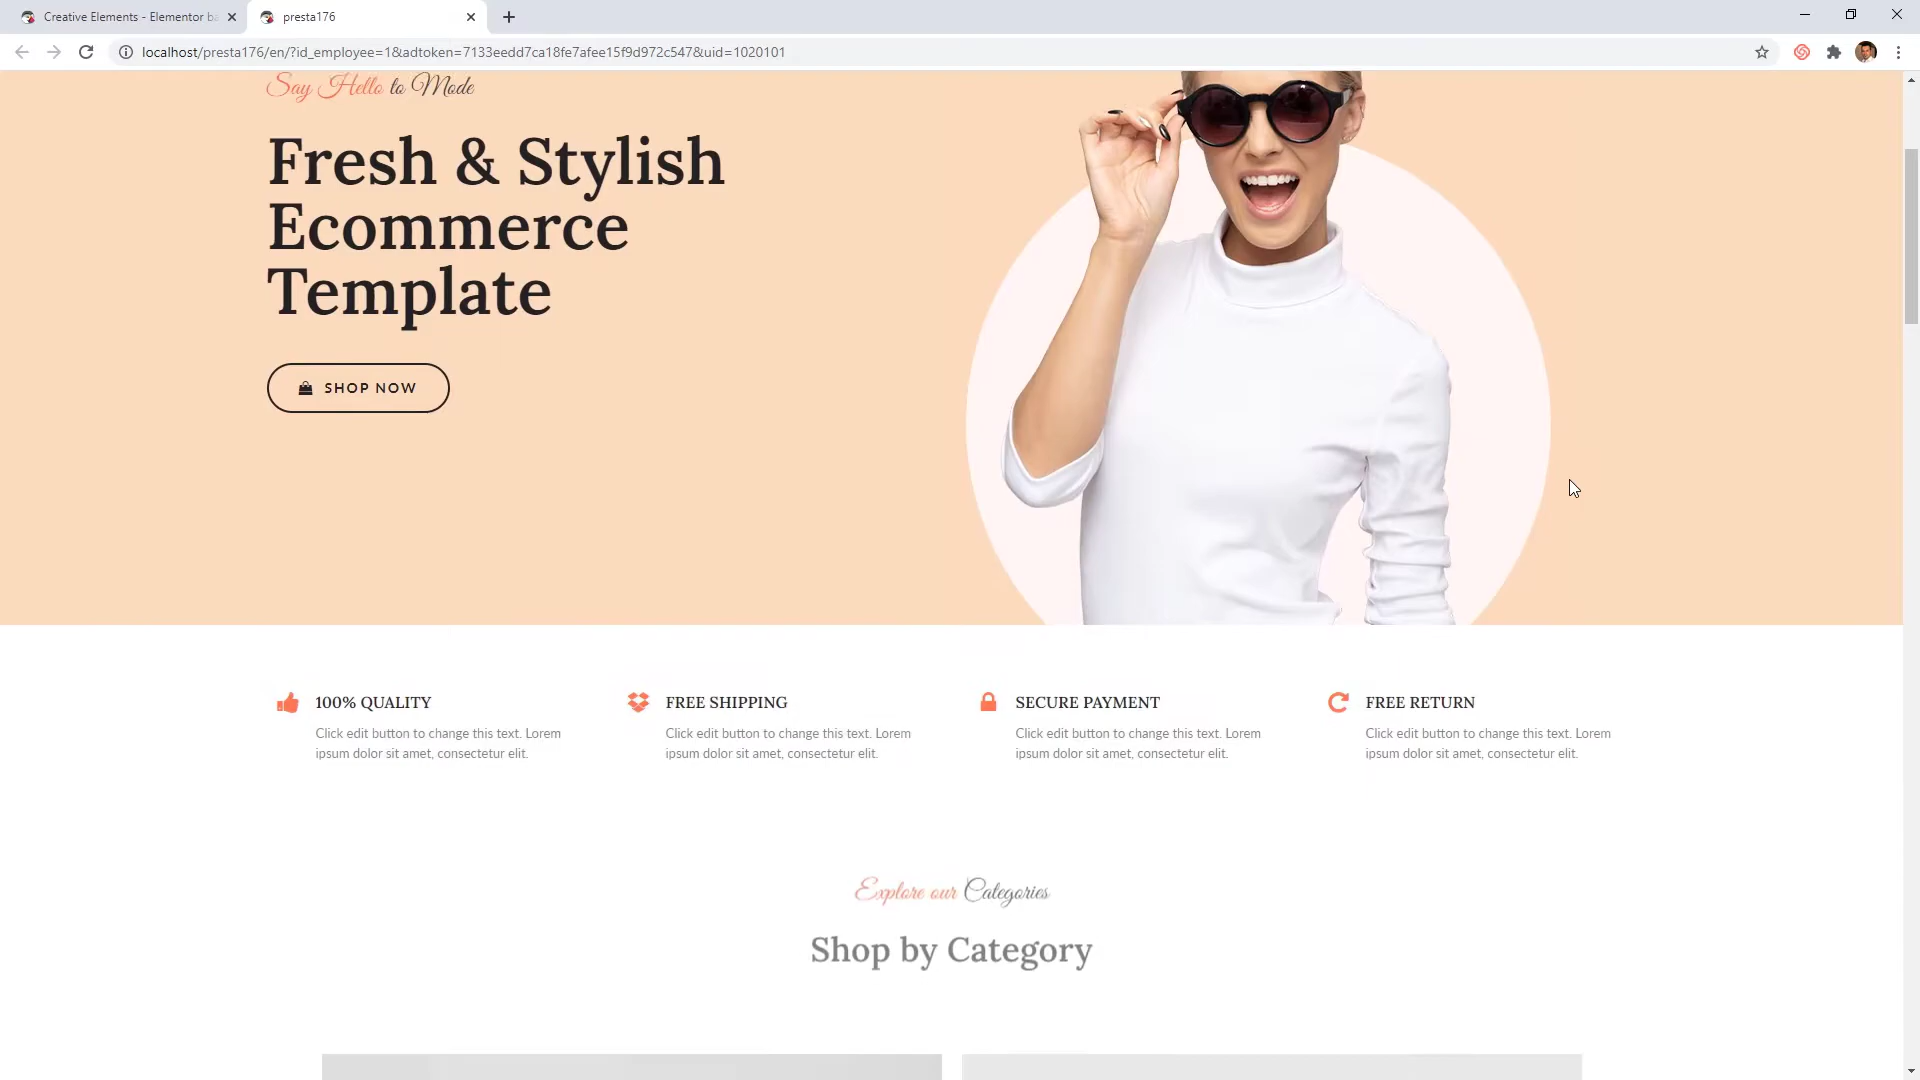 Creative Elements - Elementor ba
presta176
localhost/presta176/en/?id_employee=1&adtoken=7133eedd7ca18fe7afee15f9d972c547&uid=1020101
Say Hello to Mode
Fresh & Stylish
Ecommerce
Template
SHOP NOW
100% QUALITY
Click edit button to change this text. Lorem
ipsum dolor sit amet, consectetur elit.
FREE SHIPPING
Click edit button to change this text. Lorem
ipsum dolor sit amet, consectetur elit.
SECURE PAYMENT
Click edit button to change this text. Lorem
ipsum dolor sit amet, consectetur elit.
FREE RETURN
Click edit button to change this text. Lorem
ipsum dolor sit amet, consectetur elit.
Explore our Categories
Shop by Category